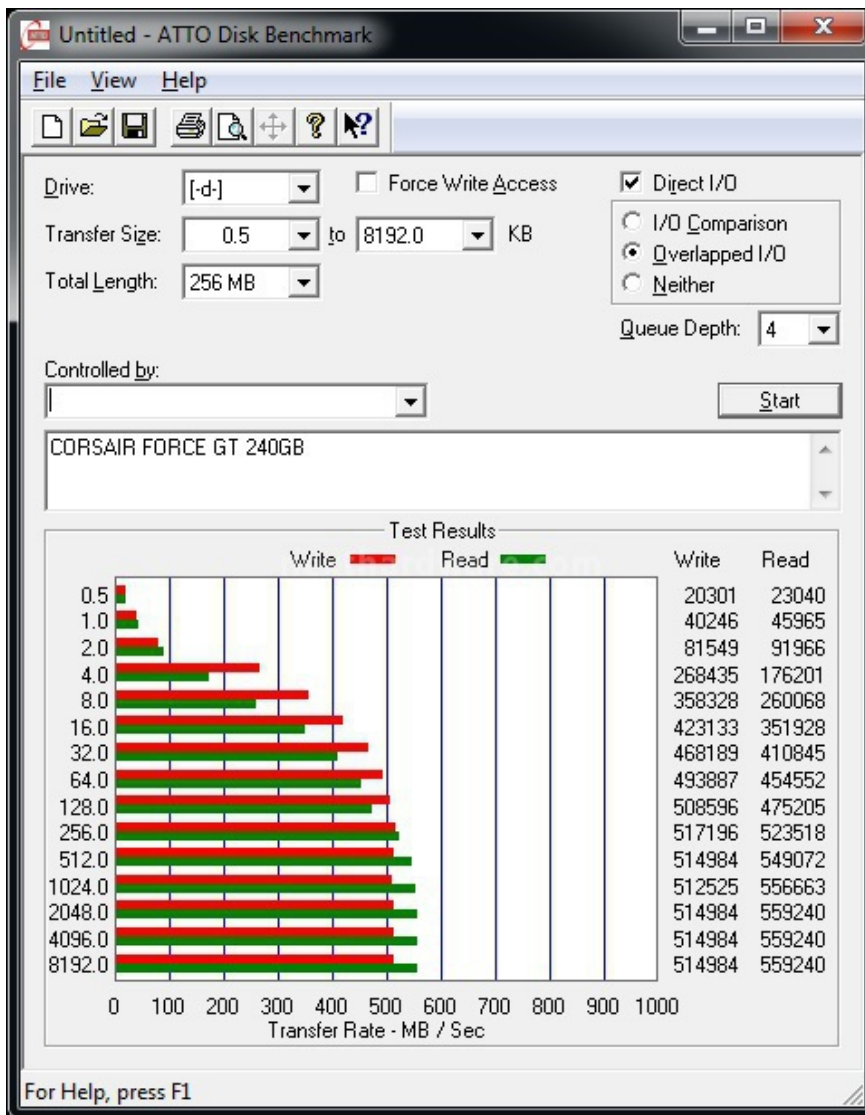 Untitled - ATTO Disk Benchmark
File View Help
Drive: [-d-] Force Write Access Direct I/O
Transfer Size: 0.5 to 8192.0 KB I/O Comparison
Overlapped I/O
Total Length: 256 MB Neither
Queue Depth: 4
Controlled by:
Start
CORSAIR FORCE GT 240GB
Test Results
Write Read Write Read
0.5 20301 23040
1.0 40246 45965
2.0 81549 91966
4.0 268435 176201
8.0 358328 260068
16.0 423133 351928
32.0 468189 410845
64.0 493887 454552
128.0 508596 475205
256.0 517196 523518
512.0 514984 549072
1024.0 512525 556663
2048.0 514984 559240
4096.0 514984 559240
8192.0 514984 559240
0 100 200 300 400 500 600 700 800 900 1000
Transfer Rate - MB / Sec
For Help, press F1